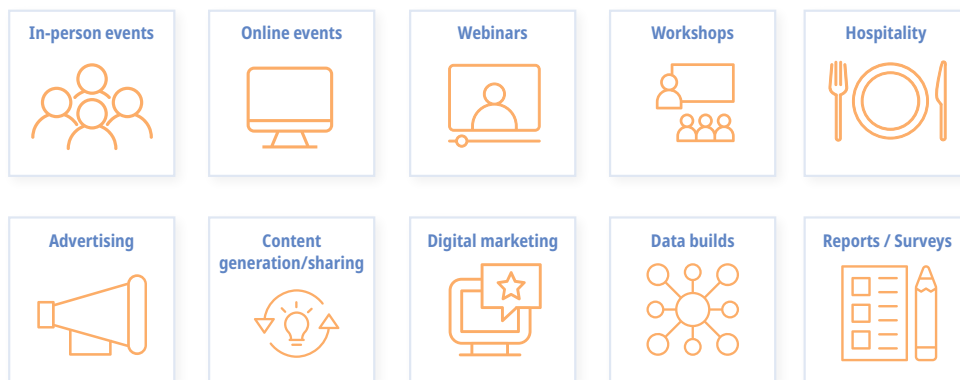 In-person events
Online events
Webinars
Workshops
Hospitality
Advertising
Content
generation/sharing
Digital marketing
Data builds
Reports / Surveys